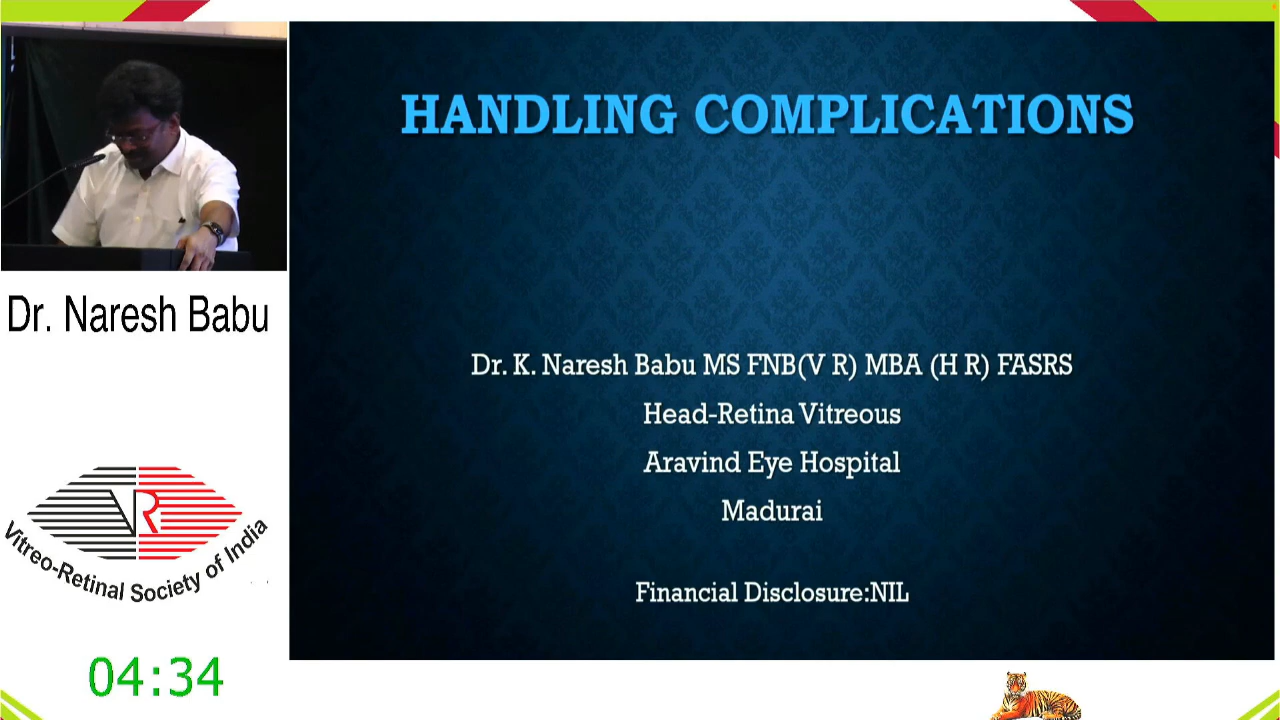 HANDLING COMPLICATIONS
Dr. K. Naresh Babu MS FNB(V R) MBA (H R) FASRS
Head-Retina Vitreous
Aravind Eye Hospital
Madurai
Financial Disclosure:NIL
Dr. Naresh Babu
VR
Vitreo-Retinal Society of India
04:34